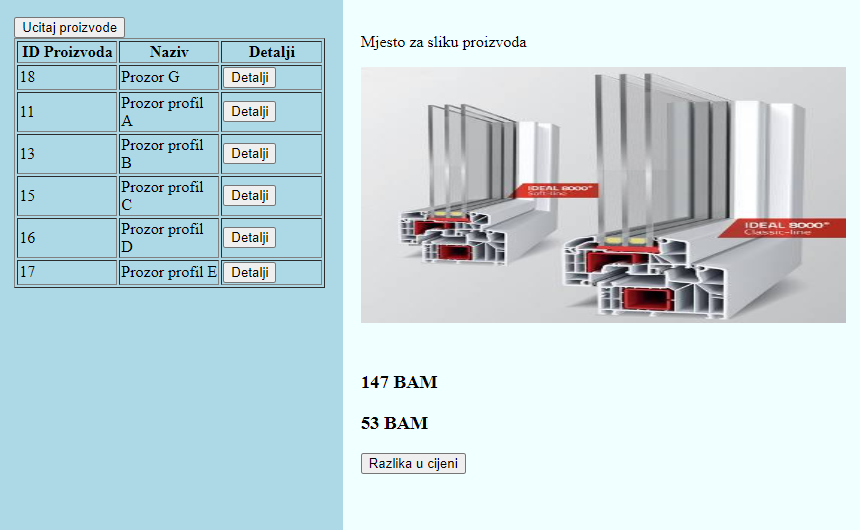 Ucitaj proizvode
ID Proizvoda Naziv Detalji
18 Prozor G Detalji
11 Prozor profil A Detalji
13 Prozor profil B Detalji
15 Prozor profil C Detalji
16 Prozor profil D Detalji
17 Prozor profil E Detalji
Mjesto za sliku proizvoda
IDEAL 8000™
Soft-line
IDEAL 8000™
Classic-line
147 BAM
53 BAM
Razlika u cijeni